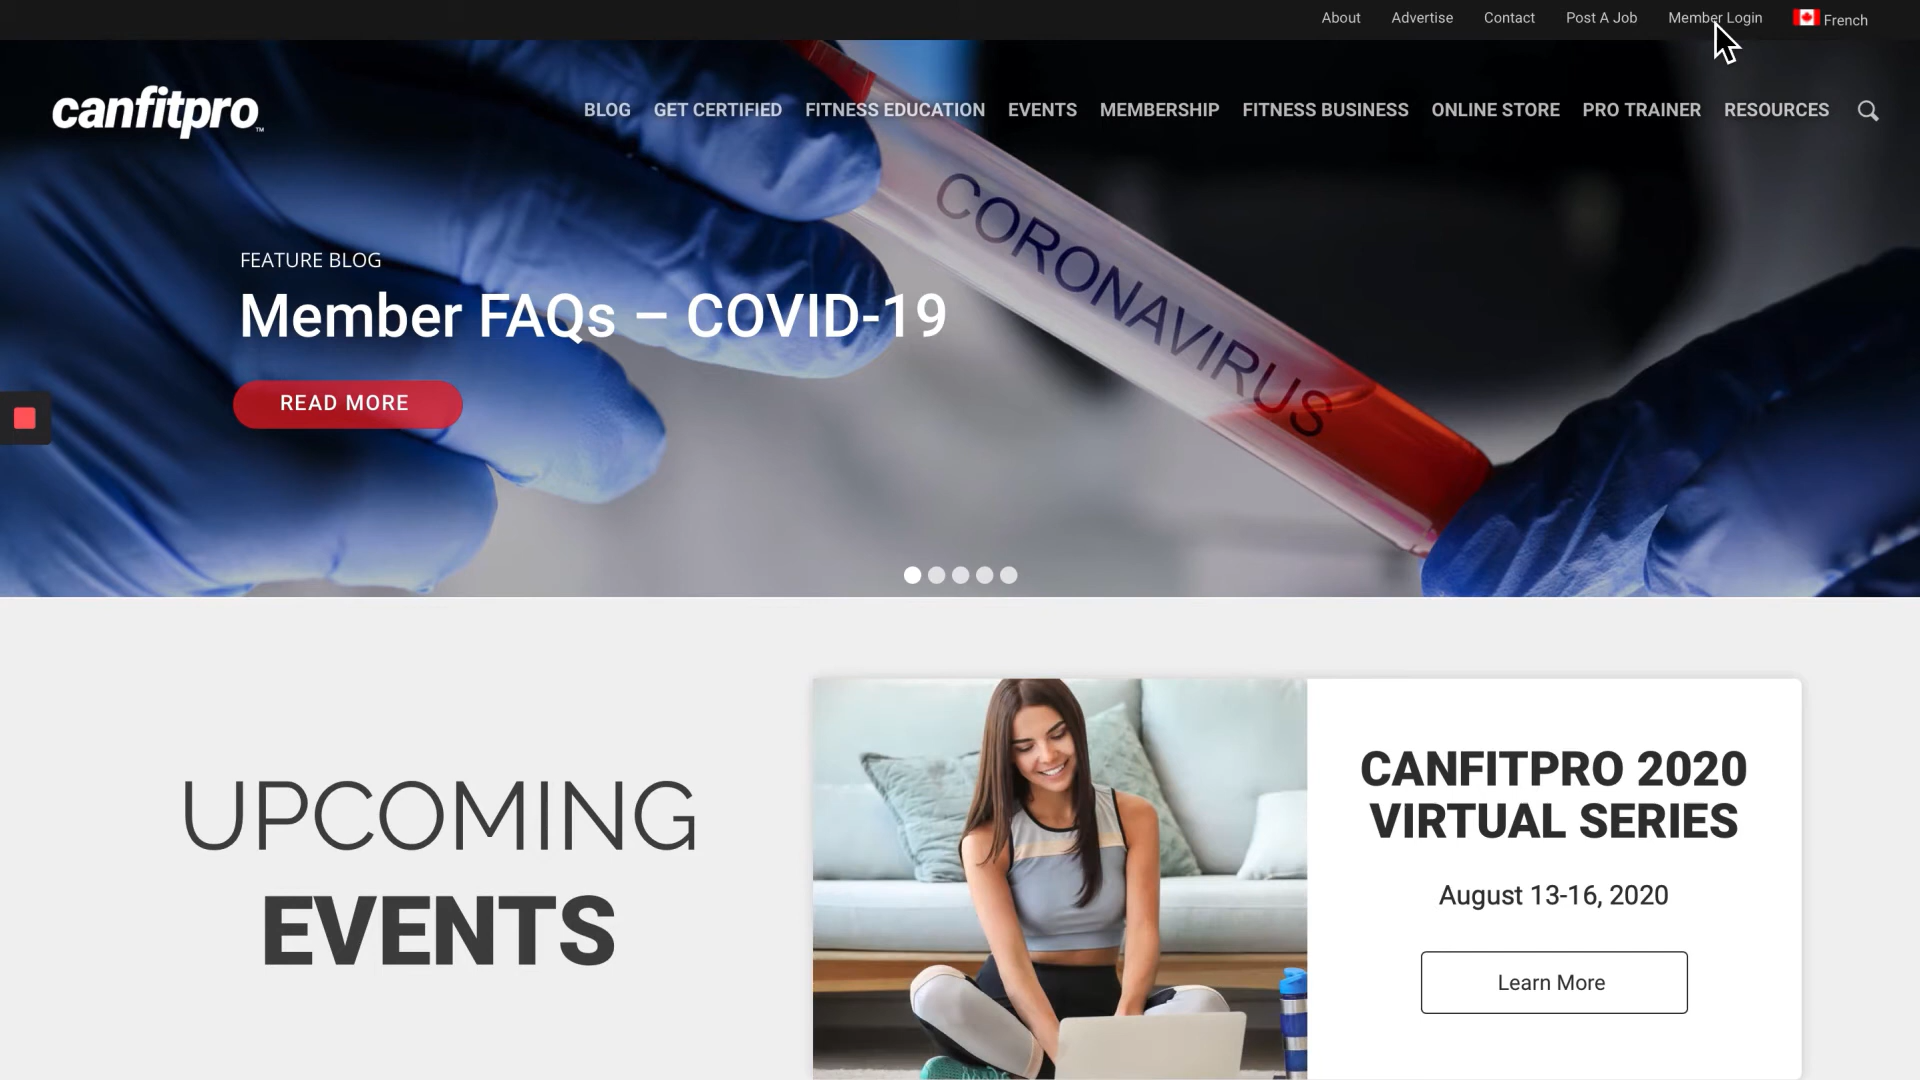 About Advertise Contact Post A Job Member Login French
canfitpro™
BLOG GET CERTIFIED FITNESS EDUCATION EVENTS MEMBERSHIP FITNESS BUSINESS ONLINE STORE PRO TRAINER RESOURCES
CORONAVIRUS
FEATURE BLOG
Member FAQs – COVID-19
READ MORE
UPCOMING
EVENTS
CANFITPRO 2020
VIRTUAL SERIES
August 13-16, 2020
Learn More